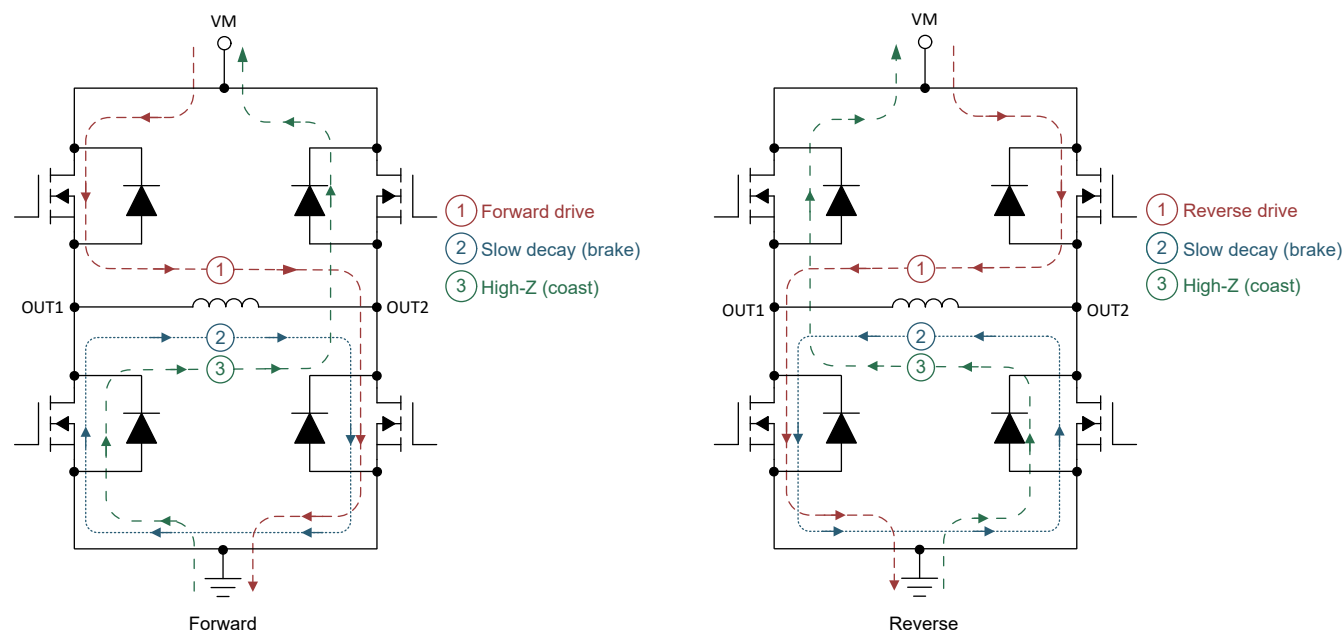 VM
1 Forward drive
2 Slow decay (brake)
3 High-Z (coast)
1
OUT1
OUT2
2
3
Forward
VM
1 Reverse drive
2 Slow decay (brake)
3 High-Z (coast)
1
OUT1
OUT2
2
3
Reverse